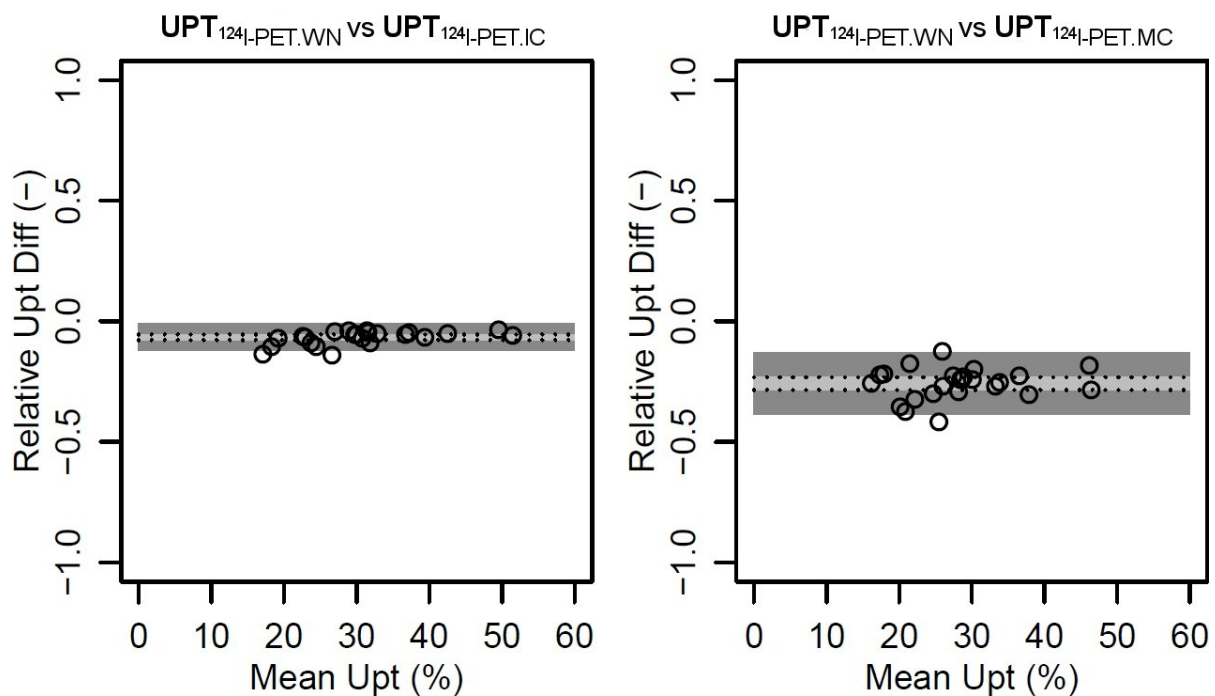 UPT124I-PET.WN vs UPT124I-PET.IC
1.0
0.5
0.0
−0.5
−1.0
Relative Upt Diff (−)
0 10 20 30 40 50 60
Mean Upt (%)
UPT124I-PET.WN vs UPT124I-PET.MC
1.0
0.5
0.0
−0.5
−1.0
Relative Upt Diff (−)
0 10 20 30 40 50 60
Mean Upt (%)